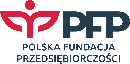 PFP
POLSKA FUNDACJA
PRZEDSIĘBIORCZOŚCI